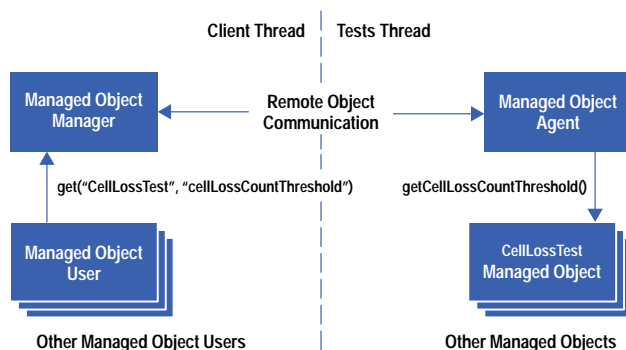 Client Thread
Tests Thread
Managed Object
Manager
Remote Object
Communication
Managed Object
Agent
get(“CellLossTest”, “cellLossCountThreshold”)
getCellLossCountThreshold()
Managed Object
User
CellLossTest
Managed Object
Other Managed Object Users
Other Managed Objects